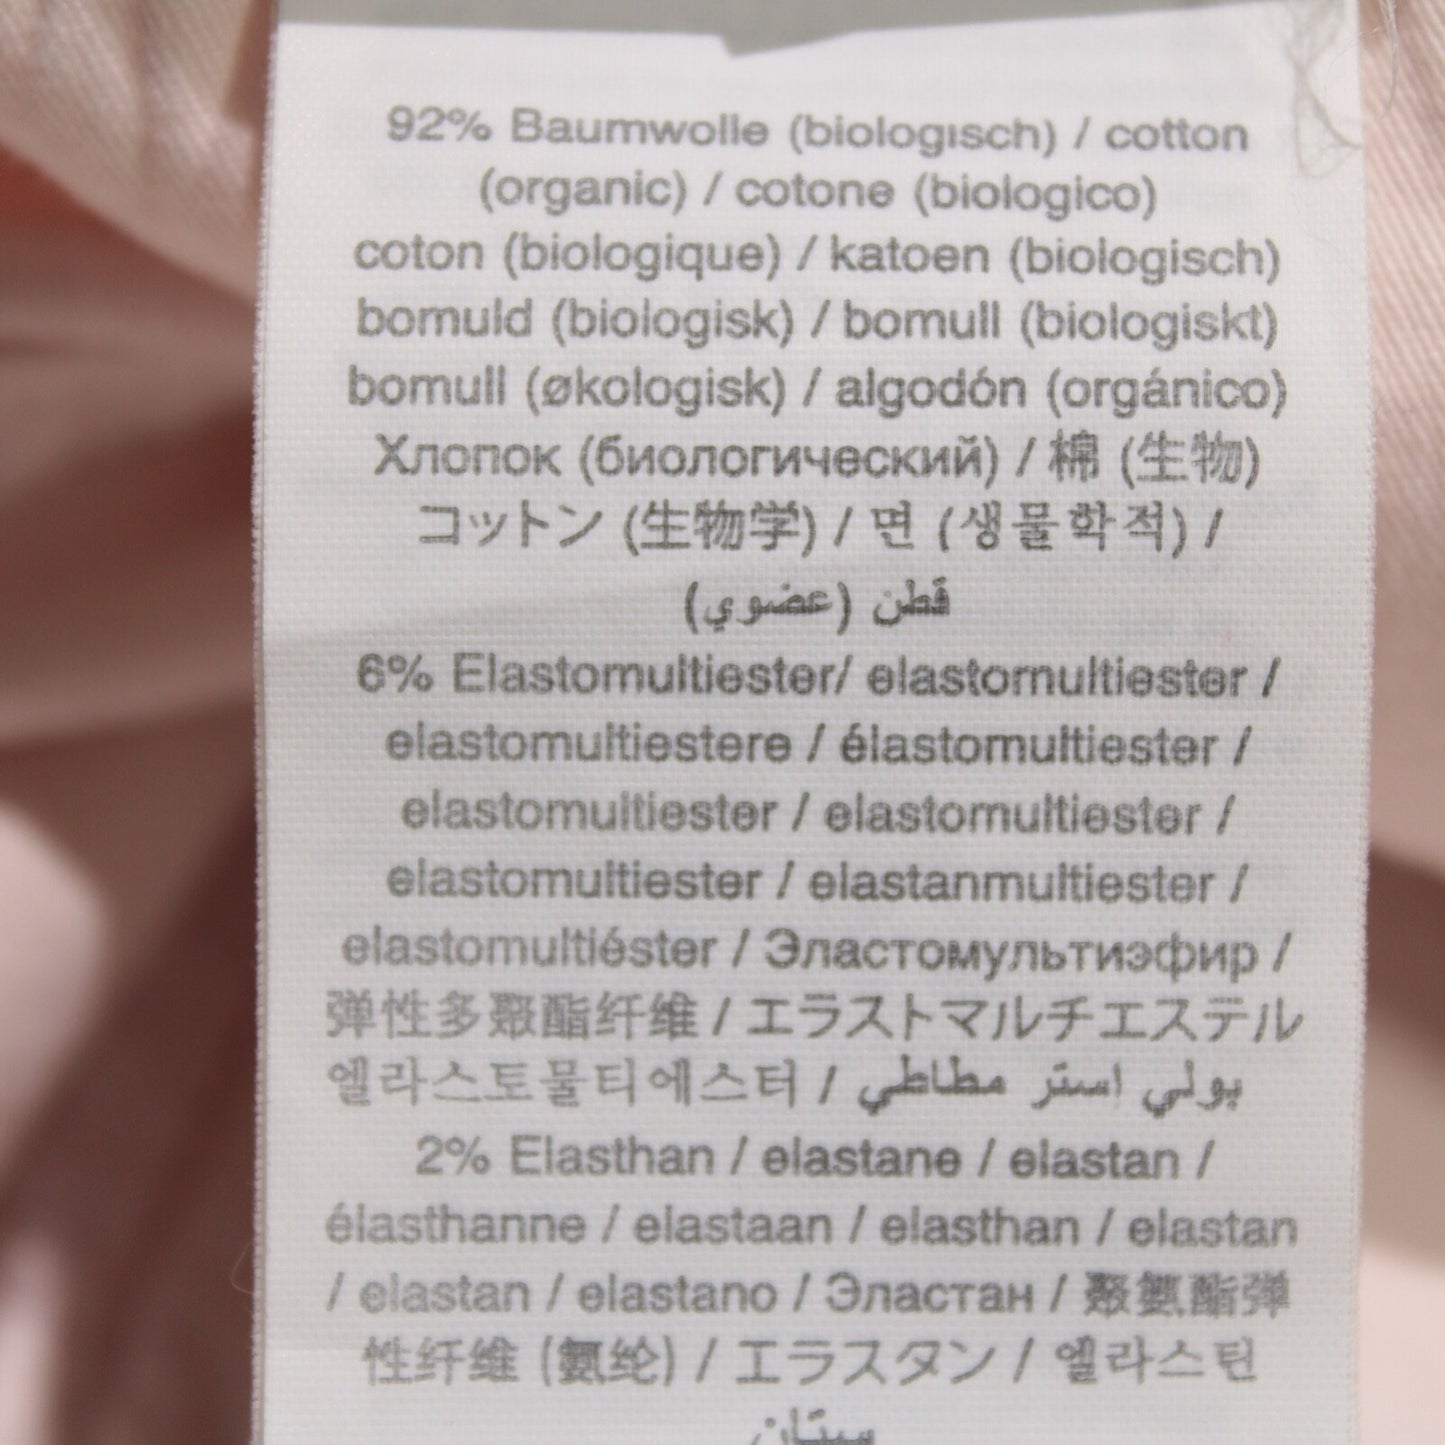 92% Baumwolle (biologisch) / cotton
(organic) / cotone (biologico)
coton (biologique) / katoen (biologisch)
bomuld (biologisk) / bomull (biologiskt)
bomull (økologisk) / algodón (orgánico)
Хлопок (биологический) / 棉 (生物)
コットン (生物学) / 면 (생물학적) /
قطن (عضوي)
6% Elastomultiester/ elastomultiester /
elastomultiestere / élastomultiester /
elastomultiester / elastomultiester /
elastomultiester / elastanmultiester /
elastomultiéster / Эластомультиэфир /
弹性多聚酯纤维 / エラストマルチエステル
엘라스토물티에스터 / بولي استر مطاطي
2% Elasthan / elastane / elastan /
élasthanne / elastaan / elasthan / elastan
/ elastan / elastano / Эластан / 聚氨酯弹
性纤维 (氨纶) / エラスタン / 엘라스틴